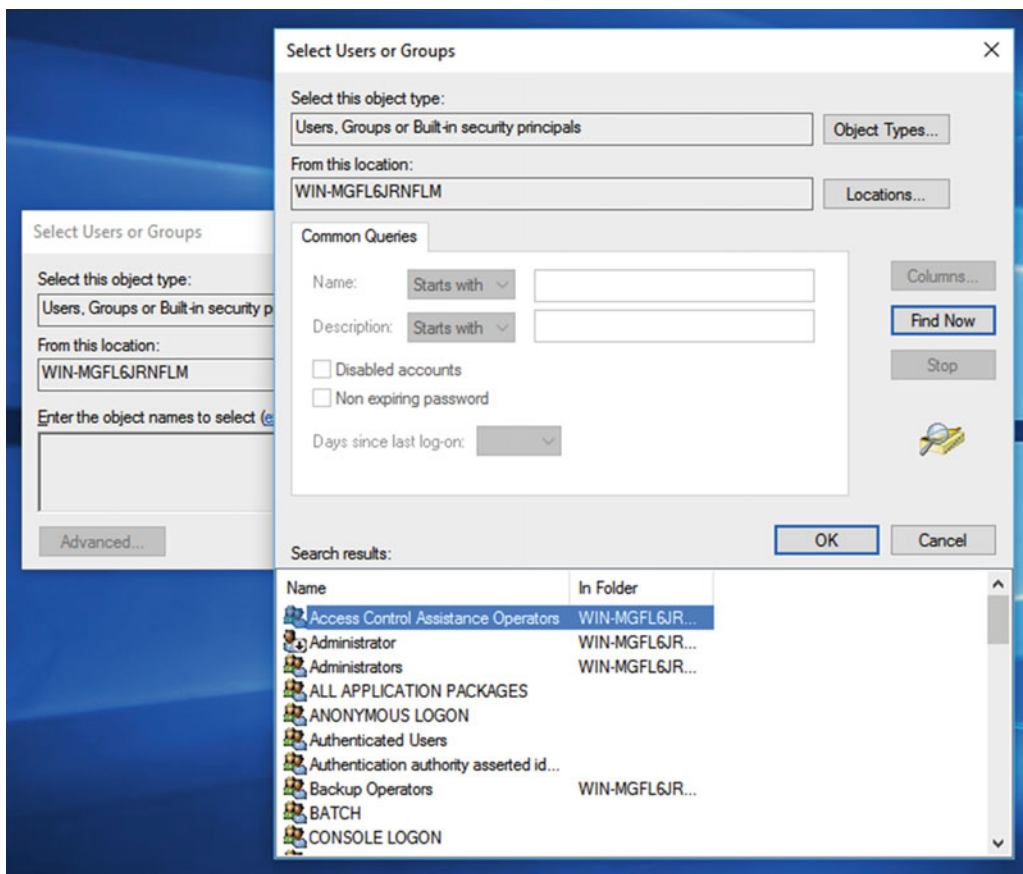 Select Users or Groups
Select this object type:
Users, Groups or Built-in security principals
Object Types...
From this location:
WIN-MGFL6JRNFLM
Locations...
Common Queries
Name:
Starts with
Description:
Starts with
Disabled accounts
Non expiring password
Days since last log-on:
Columns...
Find Now
Stop
OK
Cancel
Search results:
Name In Folder
Access Control Assistance Operators WIN-MGFL6JR...
Administrator WIN-MGFL6JR...
Administrators WIN-MGFL6JR...
ALL APPLICATION PACKAGES
ANONYMOUS LOGON
Authenticated Users
Authentication authority asserted id...
Backup Operators WIN-MGFL6JR...
BATCH
CONSOLE LOGON
Select Users or Groups
Select this object type:
Users, Groups or Built-in security p
From this location:
WIN-MGFL6JRNFLM
Enter the object names to select (e
Advanced...